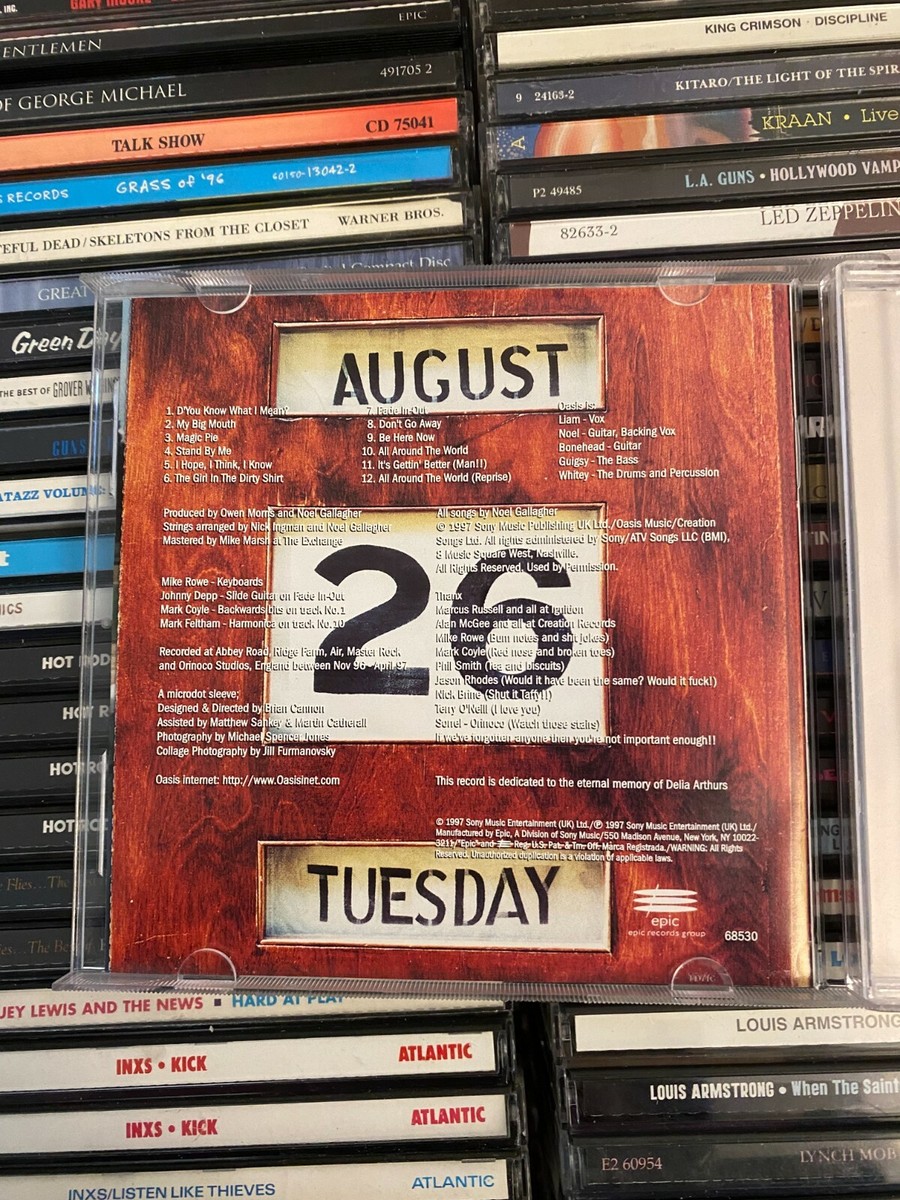 EPIC
ENTLEMEN
OF GEORGE MICHAEL 491705 2
TALK SHOW CD 75041
S RECORDS GRASS of '96 60150-13042-2
TEFUL DEAD/SKELETONS FROM THE CLOSET WARNER BROS.
Compact Disc
GREAT
Green Day
THE BEST OF GROVER
GUNS
ATAZZ VOLUM
HOT ROD
HOT R
HOT RO
HOT ROC
Flies...The
KING CRIMSON · DISCIPLINE
9 24163-2 KITARO/THE LIGHT OF THE SPIR
KRAAN • Live
P2 49485 L.A. GUNS • HOLLYWOOD VAMP
82633-2 LED ZEPPELIN
AUGUST
1. D'You Know What I Mean?
2. My Big Mouth
3. Magic Pie
4. Stand By Me
5. I Hope, I Think, I Know
6. The Girl In The Dirty Shirt
7. Fade In-Out
8. Don't Go Away
9. Be Here Now
10. All Around The World
11. It's Gettin' Better (Man!!)
12. All Around The World (Reprise)
Oasis is:
Liam - Vox
Noel - Guitar, Backing Vox
Bonehead - Guitar
Guigsy - The Bass
Whitey - The Drums and Percussion
26
Produced by Owen Morris and Noel Gallagher
Strings arranged by Nick Ingman and Noel Gallagher
Mastered by Mike Marsh at The Exchange
Mike Rowe - Keyboards
Johnny Depp - Slide Guitar on Fade In-Out
Mark Coyle - Backwards bits on track No.1
Mark Feltham - Harmonica on track No.10
Recorded at Abbey Road, Ridge Farm, Air, Master Rock
and Orinoco Studios, England between Nov 96 - April 97
A microdot sleeve;
Designed & Directed by Brian Cannon
Assisted by Matthew Sankey & Martin Catherall
Photography by Michael Spencer Jones
Collage Photography by Jill Furmanovsky
Oasis internet: http://www.Oasisinet.com
All songs by Noel Gallagher
© 1997 Sony Music Publishing UK Ltd./Oasis Music/Creation
Songs Ltd. All rights administered by Sony/ATV Songs LLC (BMI),
8 Music Square West, Nashville.
All Rights Reserved. Used by Permission.
Thanx
Marcus Russell and all at Ignition
Alan McGee and all at Creation Records
Mike Rowe (Bum notes and shit jokes)
Mark Coyle (Red nose and broken toes)
Phil Smith (Tea and biscuits)
Jason Rhodes (Would it have been the same? Would it fuck!)
Nick Brine (Shut it Taffy!!)
Terry O'Neill (I love you)
Sorrel - Orinoco (Watch those stairs)
If we've forgotten anyone then you're not important enough!!
This record is dedicated to the eternal memory of Delia Arthurs
© 1997 Sony Music Entertainment (UK) Ltd./℗ 1997 Sony Music Entertainment (UK) Ltd./
Manufactured by Epic, A Division of Sony Music/550 Madison Avenue, New York, NY 10022-
3211/"Epic" and Reg. U.S. Pat. & Tm. Off. Marca Registrada./WARNING: All Rights
Reserved. Unauthorized duplication is a violation of applicable laws.
TUESDAY
epic
epic records group
68530
UEY LEWIS AND THE NEWS ■ HARD AT PLAY
INXS • KICK ATLANTIC
INXS • KICK ATLANTIC
INXS/LISTEN LIKE THIEVES ATLANTIC
LOUIS ARMSTRONG
LOUIS ARMSTRONG • When The Saint
E2 60954 LYNCH MOB